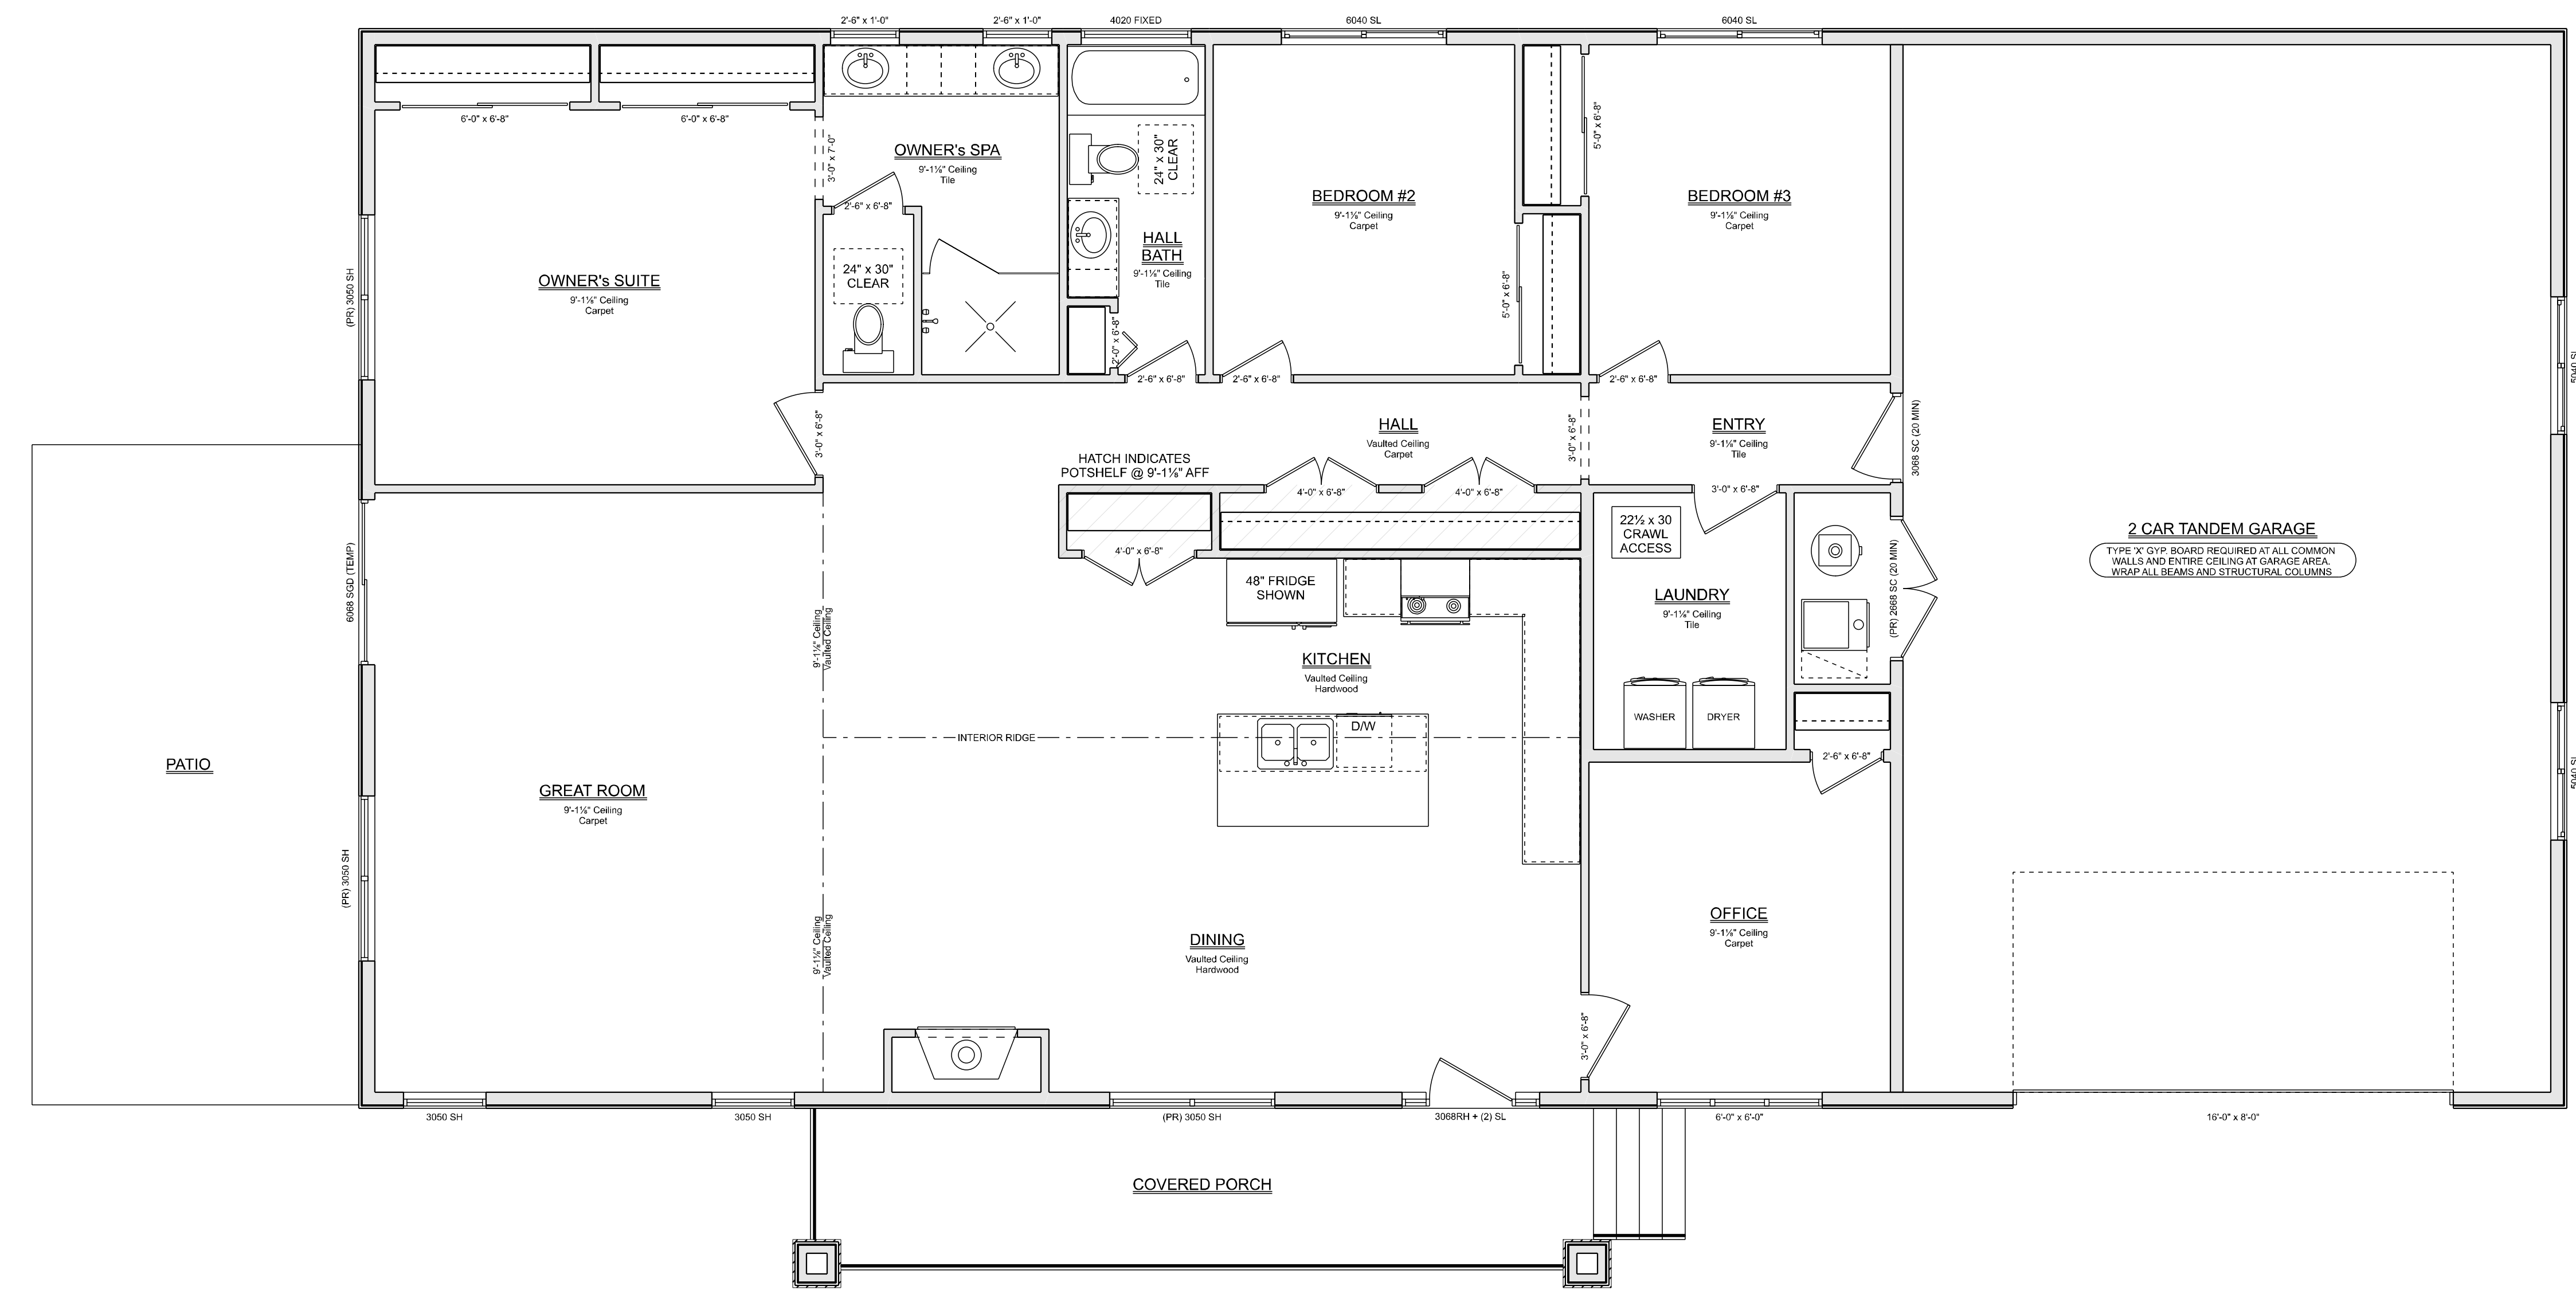 2'-6" x 1'-0"
2'-6" x 1'-0"
4020 FIXED
6040 SL
6040 SL
6'-0" x 6'-8"
6'-0" x 6'-8"
3'-0" x 7'-0"
OWNER's SPA
9'-1⅛" Ceiling
Tile
2'-6" x 6'-8"
24" x 30"
CLEAR
24" x 30"
CLEAR
HALL
BATH
9'-1⅛" Ceiling
Tile
2'-0" x 6'-8"
2'-6" x 6'-8"
BEDROOM #2
9'-1⅛" Ceiling
Carpet
2'-6" x 6'-8"
5'-0" x 6'-8"
5'-0" x 6'-8"
BEDROOM #3
9'-1⅛" Ceiling
Carpet
2'-6" x 6'-8"
(PR) 3050 SH
OWNER's SUITE
9'-1⅛" Ceiling
Carpet
3'-0" x 6'-8"
HALL
Vaulted Ceiling
Carpet
3'-0" x 6'-8"
ENTRY
9'-1⅛" Ceiling
Tile
3068 SC (20 MIN)
5040 SL
HATCH INDICATES
POTSHELF @ 9'-1⅛" AFF
4'-0" x 6'-8"
4'-0" x 6'-8"
4'-0" x 6'-8"
3'-0" x 6'-8"
22½ x 30
CRAWL
ACCESS
2 CAR TANDEM GARAGE
TYPE 'X' GYP. BOARD REQUIRED AT ALL COMMON
WALLS AND ENTIRE CEILING AT GARAGE AREA.
WRAP ALL BEAMS AND STRUCTURAL COLUMNS
6068 SGD (TEMP)
9'-1⅛" Ceiling
Vaulted Ceiling
48" FRIDGE
SHOWN
LAUNDRY
9'-1⅛" Ceiling
Tile
(PR) 2668 SC (20 MIN)
KITCHEN
Vaulted Ceiling
Hardwood
WASHER
DRYER
D/W
INTERIOR RIDGE
2'-6" x 6'-8"
5040 SL
PATIO
GREAT ROOM
9'-1⅛" Ceiling
Carpet
(PR) 3050 SH
9'-1⅛" Ceiling
Vaulted Ceiling
DINING
Vaulted Ceiling
Hardwood
OFFICE
9'-1⅛" Ceiling
Carpet
3'-0" x 6'-8"
3050 SH
3050 SH
(PR) 3050 SH
3068RH + (2) SL
6'-0" x 6'-0"
16'-0" x 8'-0"
COVERED PORCH